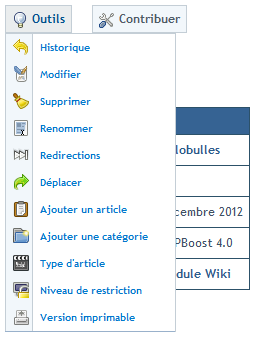 Outils
Contribuer
Historique
Modifier
Supprimer
Renommer
Redirections
Déplacer
Ajouter un article
Ajouter une catégorie
Type d'article
Niveau de restriction
Version imprimable
lobulles
cembre 2012
PBoost 4.0
dule Wiki